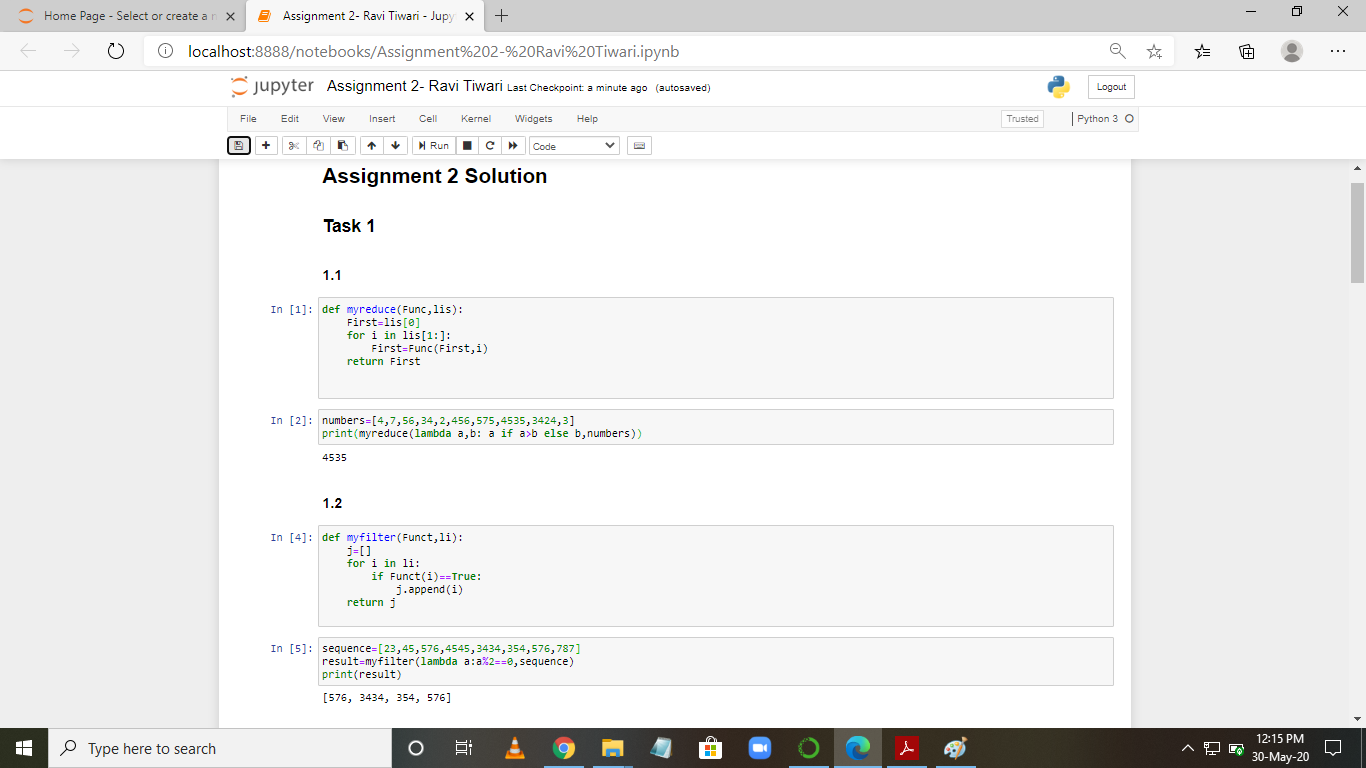 Home Page - Select or create a n
Assignment 2- Ravi Tiwari - Jupy
localhost:8888/notebooks/Assignment%202-%20Ravi%20Tiwari.ipynb
jupyter Assignment 2- Ravi Tiwari Last Checkpoint: a minute ago (autosaved)
Logout
File Edit View Insert Cell Kernel Widgets Help
Trusted
Python 3
Run
Code
Assignment 2 Solution
Task 1
1.1
In [1]: def myreduce(Func,lis):
    First=lis[0]
    for i in lis[1:]:
        First=Func(First,i)
    return First
In [2]: numbers=[4,7,56,34,2,456,575,4535,3424,3]
print(myreduce(lambda a,b: a if a>b else b,numbers))
4535
1.2
In [4]: def myfilter(Funct,li):
    j=[]
    for i in li:
        if Funct(i)==True:
            j.append(i)
    return j
In [5]: sequence=[23,45,576,4545,3434,354,576,787]
result=myfilter(lambda a:a%2==0,sequence)
print(result)
[576, 3434, 354, 576]
Type here to search
12:15 PM
30-May-20